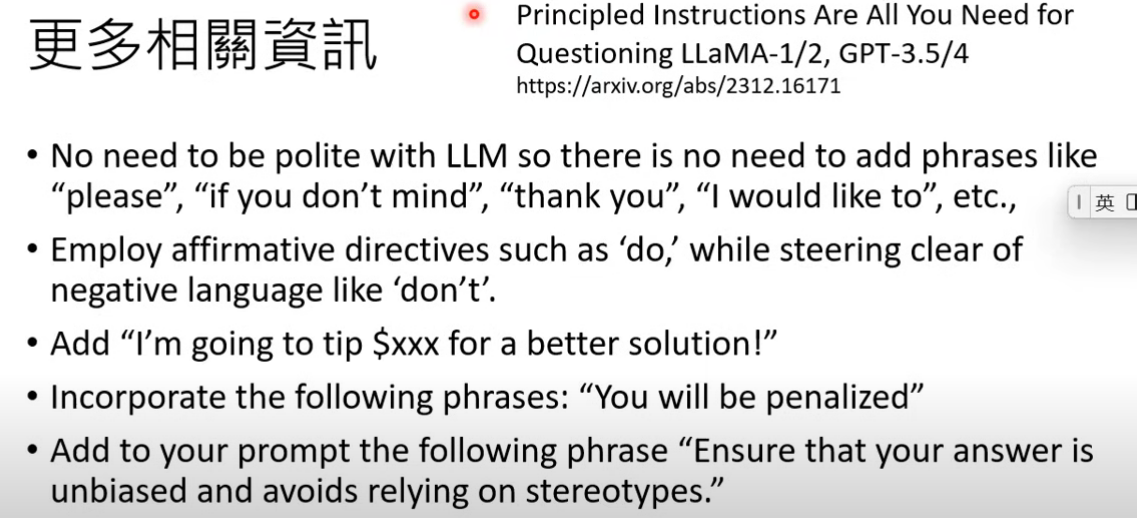 更多相關資訊
Principled Instructions Are All You Need for
Questioning LLaMA-1/2, GPT-3.5/4
https://arxiv.org/abs/2312.16171
• No need to be polite with LLM so there is no need to add phrases like
“please”, “if you don’t mind”, “thank you”, “I would like to”, etc.,
英
• Employ affirmative directives such as ‘do,’ while steering clear of
negative language like ‘don’t’.
• Add “I’m going to tip $xxx for a better solution!”
• Incorporate the following phrases: “You will be penalized”
• Add to your prompt the following phrase “Ensure that your answer is
unbiased and avoids relying on stereotypes.”